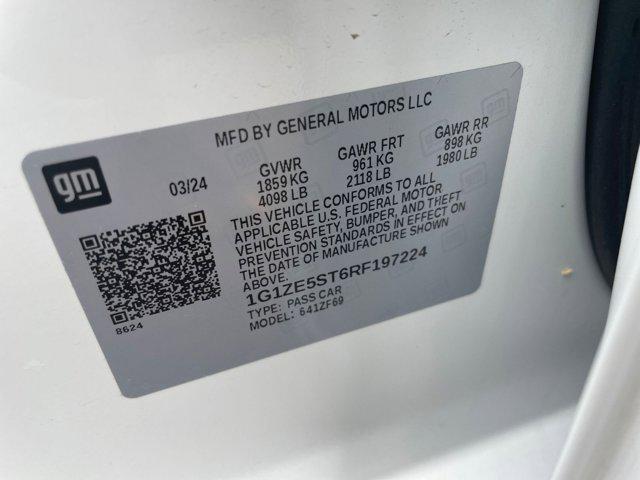 MFD BY GENERAL MOTORS LLC
gm
03/24
GVWR
1859 KG
4098 LB
GAWR FRT
961 KG
2118 LB
GAWR RR
898 KG
1980 LB
THIS VEHICLE CONFORMS TO ALL
APPLICABLE U.S. FEDERAL MOTOR
VEHICLE SAFETY, BUMPER, AND THEFT
PREVENTION STANDARDS IN EFFECT ON
THE DATE OF MANUFACTURE SHOWN
ABOVE.
1G1ZE5ST6RF197224
TYPE: PASS CAR
MODEL: 641ZF69
8624